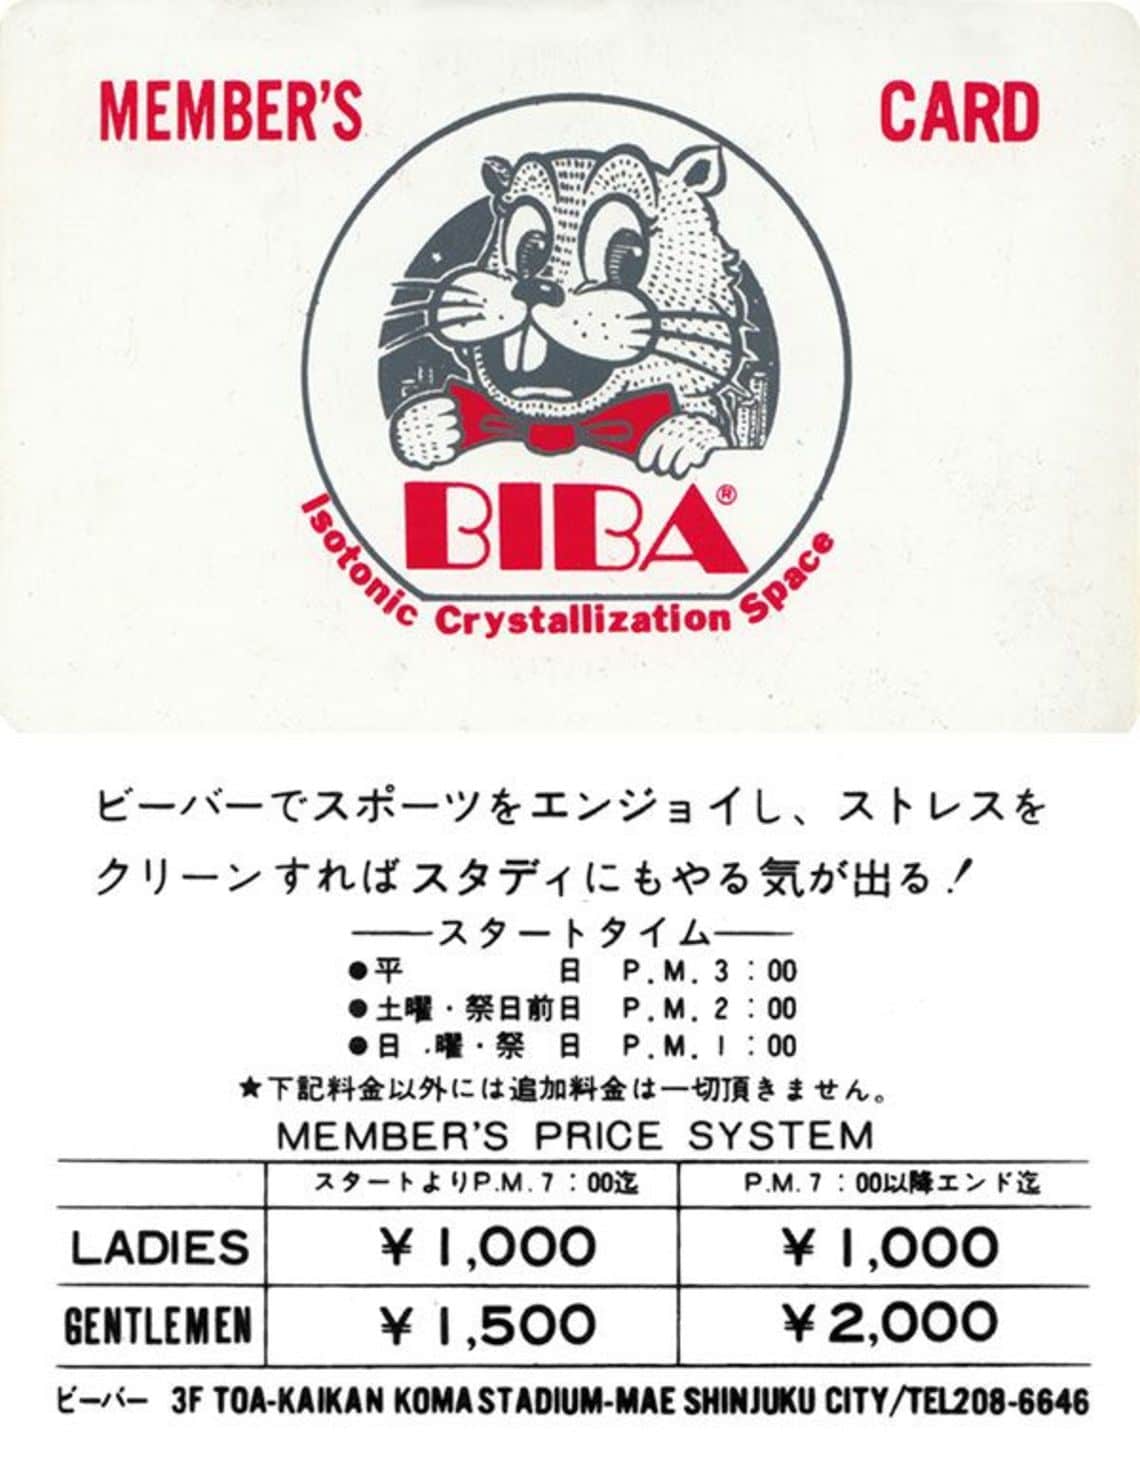 MEMBER'S CARD
BIBA®
Isotonic Crystallization Space
ビーバーでスポーツをエンジョイし、ストレスを
クリーンすればスタディにもやる気が出る!
スタートタイム
●平日 P.M. 3:00
●土曜・祭日前日 P.M. 2:00
●日曜・祭日 P.M. 1:00
★下記料金以外には追加料金は一切頂きません。
MEMBER'S PRICE SYSTEM
スタートよりP.M.7:00迄 P.M.7:00以降エンド迄
LADIES ¥1,000 ¥1,000
GENTLEMEN ¥1,500 ¥2,000
ビーバー 3F TOA-KAIKAN KOMA STADIUM-MAE SHINJUKU CITY/TEL208-6646